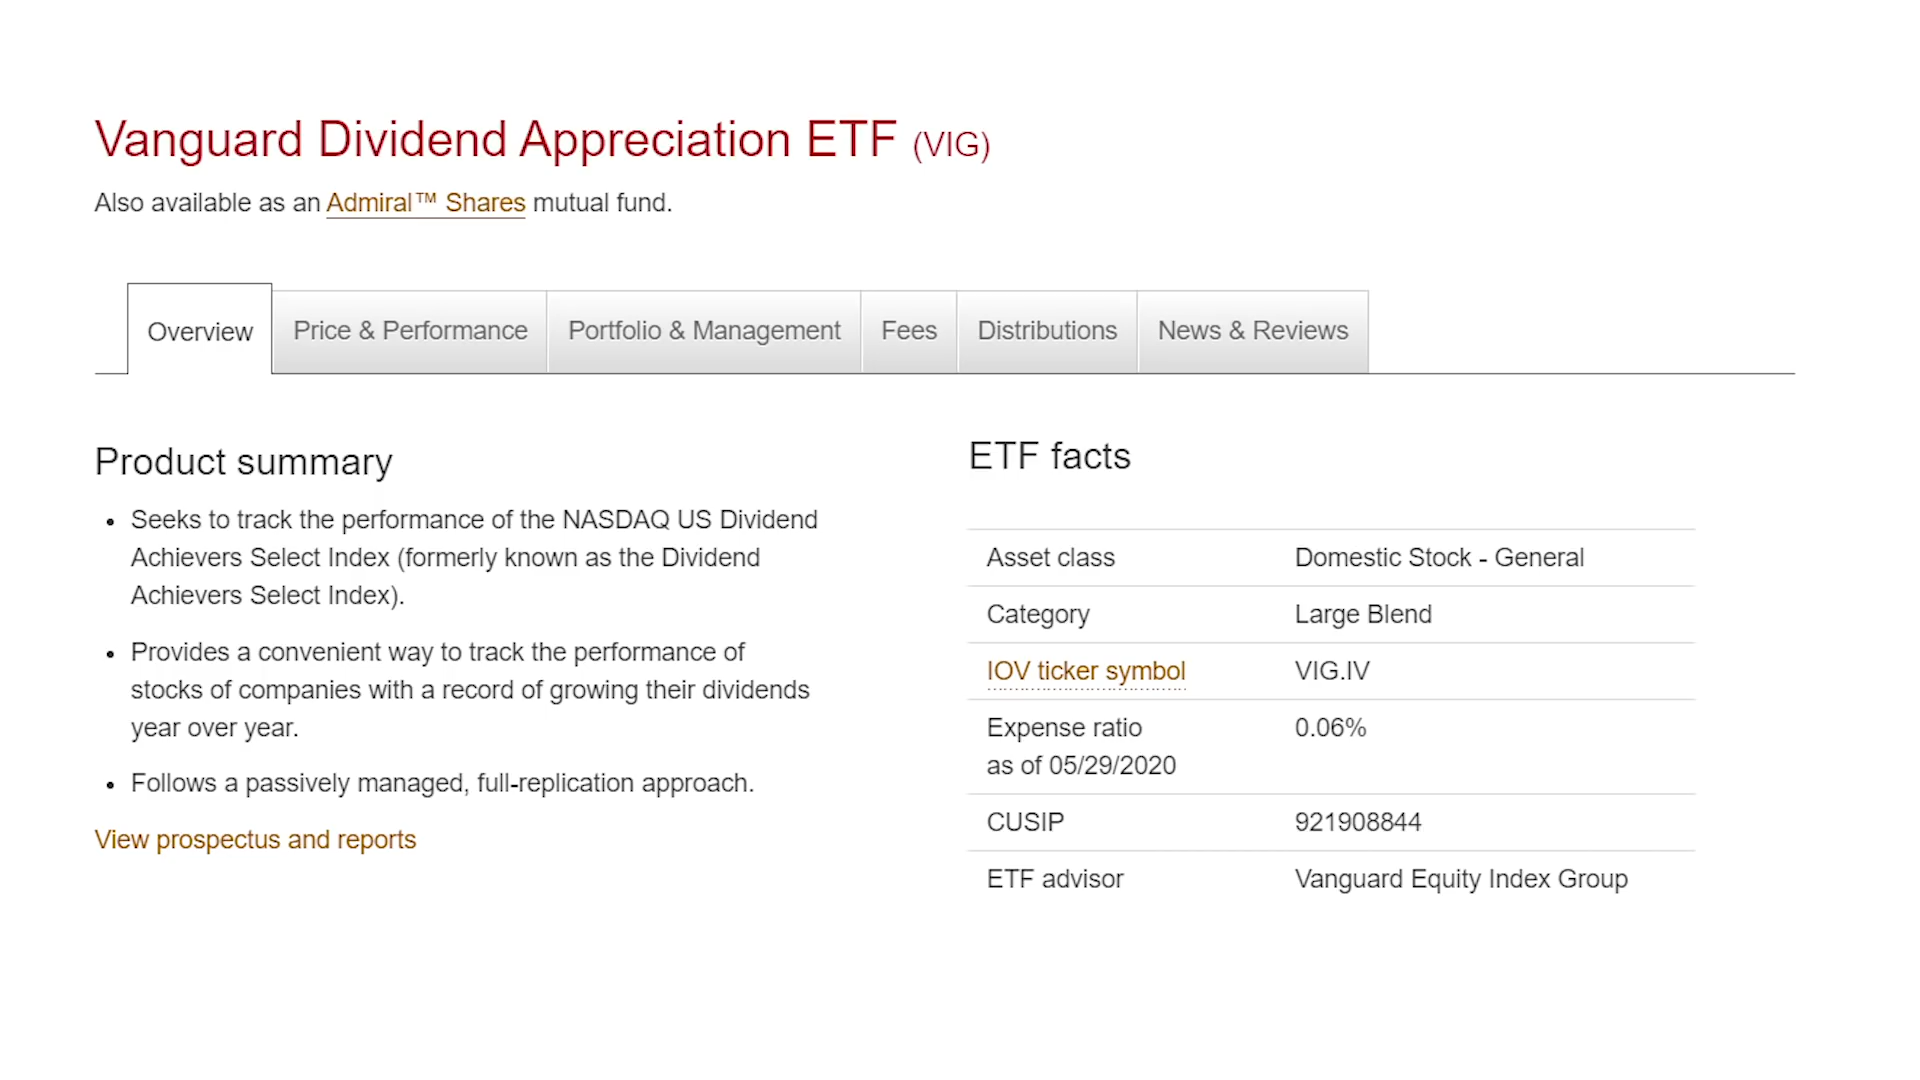 Vanguard Dividend Appreciation ETF (VIG)
Also available as an Admiral™ Shares mutual fund.
Overview
Price & Performance
Portfolio & Management
Fees
Distributions
News & Reviews
Product summary
• Seeks to track the performance of the NASDAQ US Dividend
Achievers Select Index (formerly known as the Dividend
Achievers Select Index).
• Provides a convenient way to track the performance of
stocks of companies with a record of growing their dividends
year over year.
• Follows a passively managed, full-replication approach.
View prospectus and reports
ETF facts
Asset class Domestic Stock - General
Category Large Blend
IOV ticker symbol VIG.IV
Expense ratio 0.06%
as of 05/29/2020
CUSIP 921908844
ETF advisor Vanguard Equity Index Group